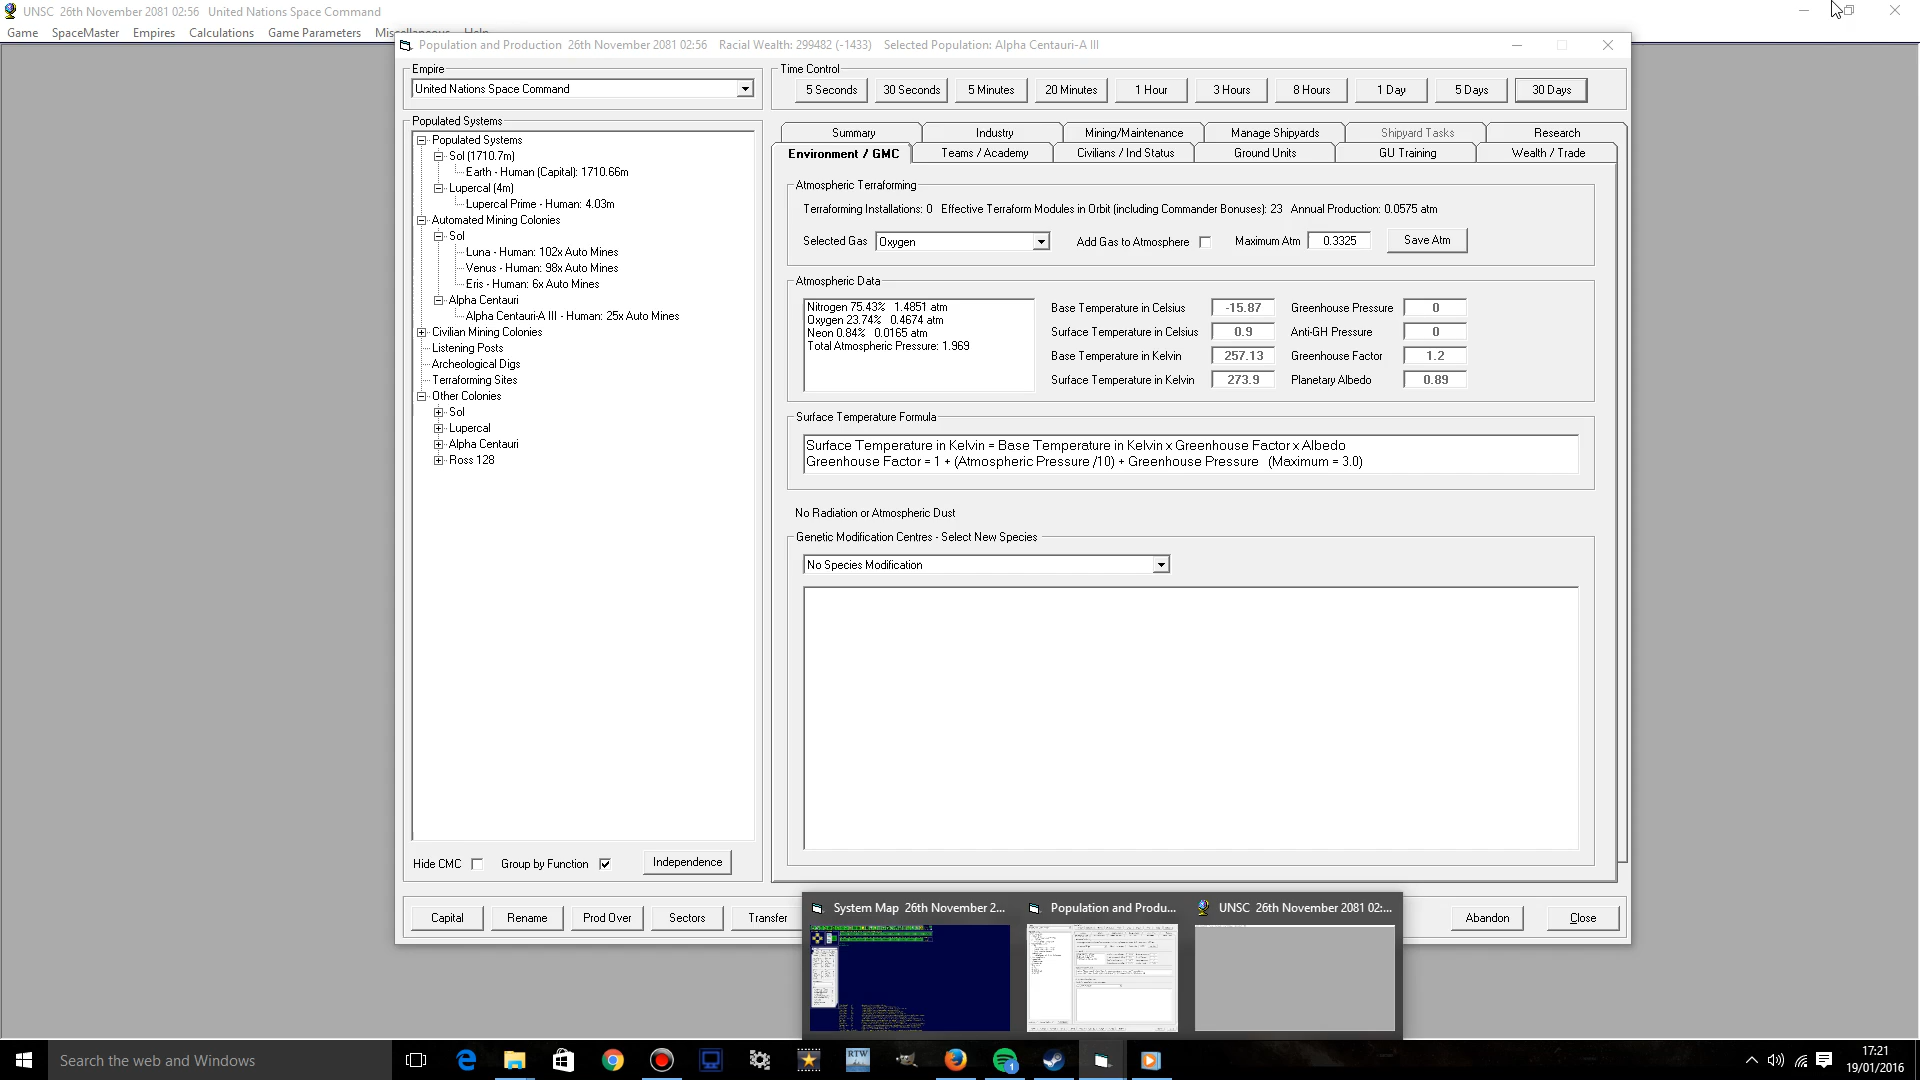 UNSC 26th November 2081 02:56 United Nations Space Command
Game SpaceMaster Empires Calculations Game Parameters
Population and Production 26th November 2081 02:56 Racial Wealth: 299482 (-1433) Selected Population: Alpha Centauri-A III
Empire
United Nations Space Command
Time Control
5 Seconds 30 Seconds 5 Minutes 20 Minutes 1 Hour 3 Hours 8 Hours 1 Day 5 Days 30 Days
Populated Systems
Populated Systems
Sol (1710.7m)
Earth - Human (Capital): 1710.66m
Lupercal (4m)
Lupercal Prime - Human: 4.03m
Automated Mining Colonies
Sol
Luna - Human: 102x Auto Mines
Venus - Human: 98x Auto Mines
Eris - Human: 6x Auto Mines
Alpha Centauri
Alpha Centauri-A III - Human: 25x Auto Mines
Civilian Mining Colonies
Listening Posts
Archeological Digs
Terraforming Sites
Other Colonies
Sol
Lupercal
Alpha Centauri
Ross 128
Hide CMC Group by Function Independence
Summary Industry Mining/Maintenance Manage Shipyards Shipyard Tasks Research
Environment / GMC Teams / Academy Civilians / Ind Status Ground Units GU Training Wealth / Trade
Atmospheric Terraforming
Terraforming Installations: 0 Effective Terraform Modules in Orbit (including Commander Bonuses): 23 Annual Production: 0.0575 atm
Selected Gas Oxygen Add Gas to Atmosphere Maximum Atm 0.3325 Save Atm
Atmospheric Data
Nitrogen 75.43% 1.4851 atm
Oxygen 23.74% 0.4674 atm
Neon 0.84% 0.0165 atm
Total Atmospheric Pressure: 1.969
Base Temperature in Celsius -15.87 Greenhouse Pressure 0
Surface Temperature in Celsius 0.9 Anti-GH Pressure 0
Base Temperature in Kelvin 257.13 Greenhouse Factor 1.2
Surface Temperature in Kelvin 273.9 Planetary Albedo 0.89
Surface Temperature Formula
Surface Temperature in Kelvin = Base Temperature in Kelvin x Greenhouse Factor x Albedo
Greenhouse Factor = 1 + (Atmospheric Pressure /10) + Greenhouse Pressure (Maximum = 3.0)
No Radiation or Atmospheric Dust
Genetic Modification Centres - Select New Species
No Species Modification
Capital Rename Prod Over Sectors Transfer Abandon Close
System Map 26th November 2... Population and Produ... UNSC 26th November 2081 02:...
Search the web and Windows
RTW
1
17:21
19/01/2016